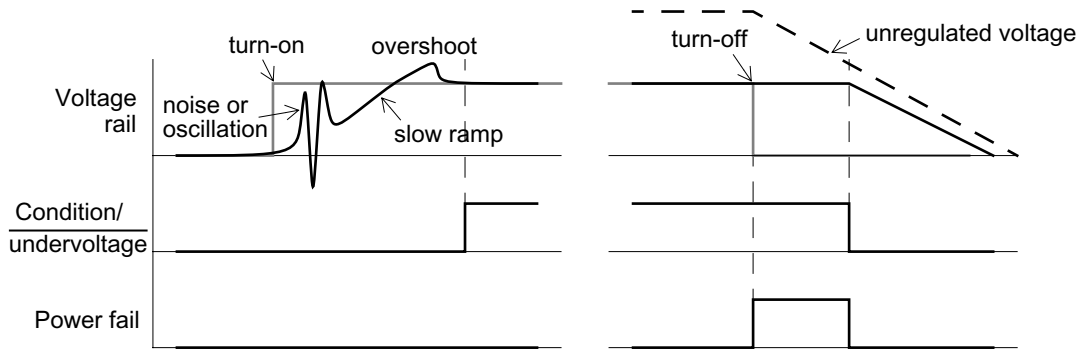 turn-on
overshoot
turn-off
unregulated voltage
Voltage
rail
noise or
oscillation
slow ramp
Condition/
undervoltage
Power fail